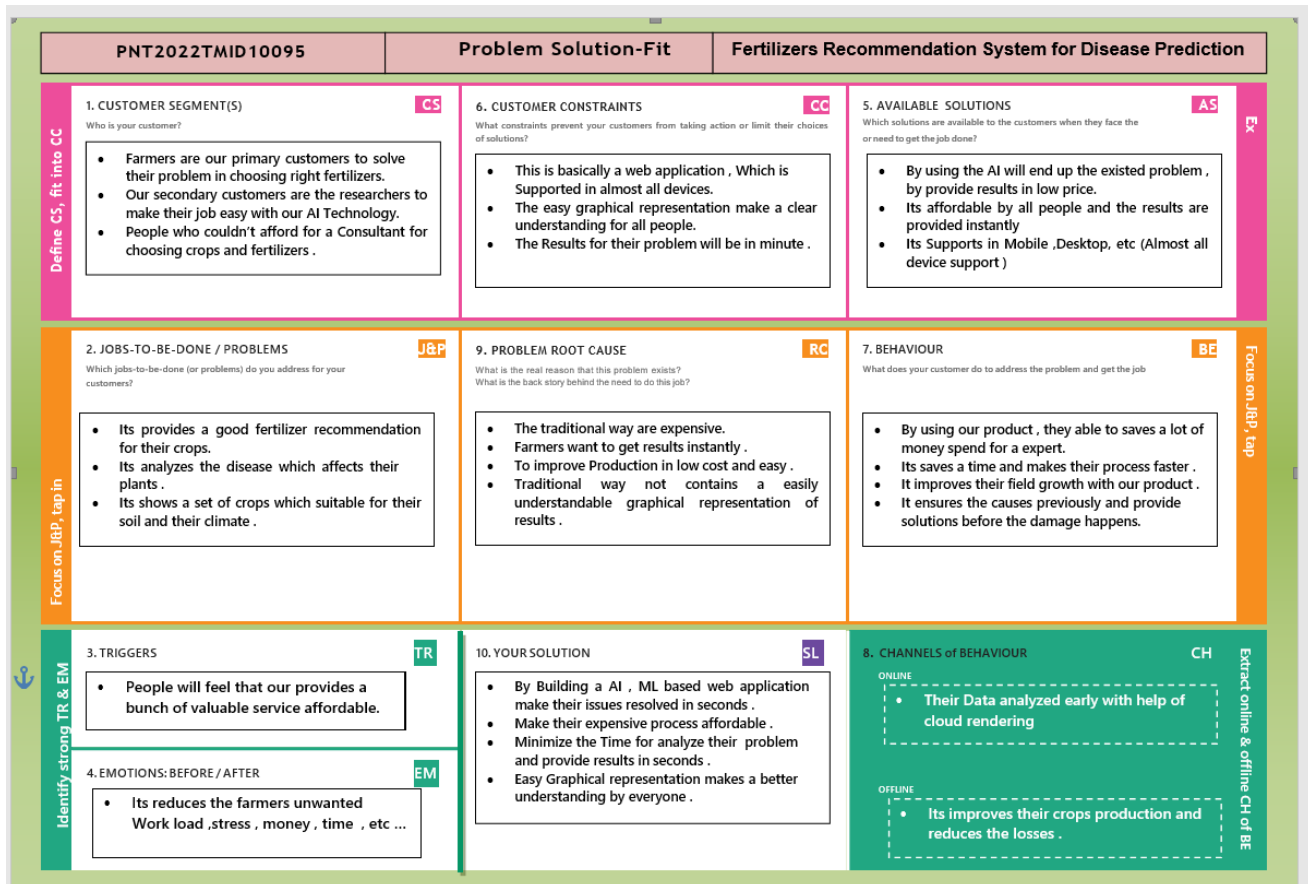 PNT2022TMID10095
Problem Solution-Fit
Fertilizers Recommendation System for Disease Prediction
Define CS, fit into CC
1. CUSTOMER SEGMENT(S)
CS
Who is your customer?
• Farmers are our primary customers to solve
their problem in choosing right fertilizers.
• Our secondary customers are the researchers to
make their job easy with our AI Technology.
• People who couldn't afford for a Consultant for
choosing crops and fertilizers .
6. CUSTOMER CONSTRAINTS
CC
What constraints prevent your customers from taking action or limit their choices
of solutions?
• This is basically a web application , Which is
Supported in almost all devices.
• The easy graphical representation make a clear
understanding for all people.
• The Results for their problem will be in minute .
5. AVAILABLE SOLUTIONS
AS
Which solutions are available to the customers when they face the
or need to get the job done?
• By using the AI will end up the existed problem ,
by provide results in low price.
• Its affordable by all people and the results are
provided instantly
• Its Supports in Mobile ,Desktop, etc (Almost all
device support )
Ex
Focus on J&P, tap in
2. JOBS-TO-BE-DONE / PROBLEMS
J&P
Which jobs-to-be-done (or problems) do you address for your
customers?
• Its provides a good fertilizer recommendation
for their crops.
• Its analyzes the disease which affects their
plants .
• Its shows a set of crops which suitable for their
soil and their climate .
9. PROBLEM ROOT CAUSE
RC
What is the real reason that this problem exists?
What is the back story behind the need to do this job?
• The traditional way are expensive.
• Farmers want to get results instantly .
• To improve Production in low cost and easy .
• Traditional way not contains a easily
understandable graphical representation of
results .
7. BEHAVIOUR
BE
What does your customer do to address the problem and get the job
• By using our product , they able to saves a lot of
money spend for a expert.
• Its saves a time and makes their process faster .
• It improves their field growth with our product .
• It ensures the causes previously and provide
solutions before the damage happens.
Focus on J&P, tap
Identify strong TR & EM
3. TRIGGERS
TR
• People will feel that our provides a
bunch of valuable service affordable.
4. EMOTIONS: BEFORE / AFTER
EM
• Its reduces the farmers unwanted
Work load ,stress , money , time , etc ...
10. YOUR SOLUTION
SL
• By Building a AI , ML based web application
make their issues resolved in seconds .
• Make their expensive process affordable .
• Minimize the Time for analyze their problem
and provide results in seconds .
• Easy Graphical representation makes a better
understanding by everyone .
8. CHANNELS of BEHAVIOUR
CH
ONLINE
• Their Data analyzed early with help of
cloud rendering
OFFLINE
• Its improves their crops production and
reduces the losses .
Extract online & offline CH of BE